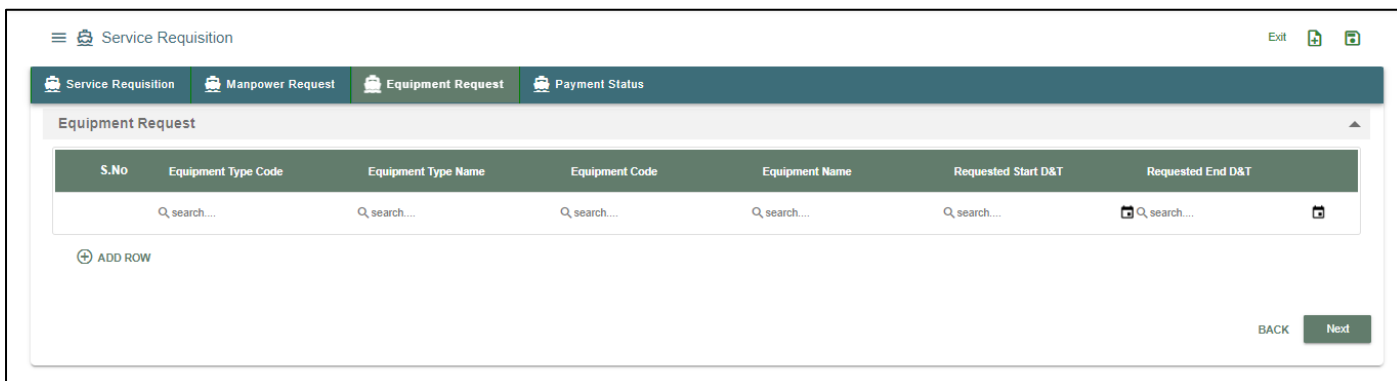 Service Requisition Exit
Service Requisition Manpower Request Equipment Request Payment Status
Equipment Request
S.No Equipment Type Code Equipment Type Name Equipment Code Equipment Name Requested Start D&T Requested End D&T
search.... search.... search.... search.... search.... search....
ADD ROW
BACK Next